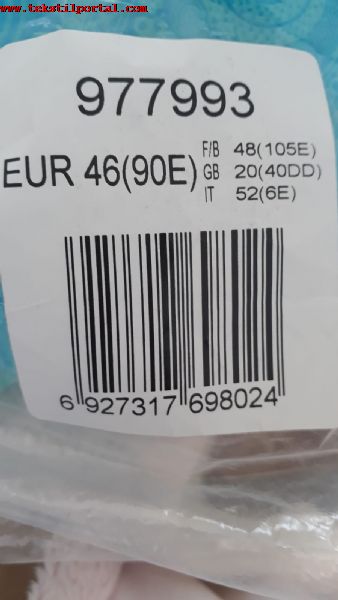 www.tekstilportal.com
977993
EUR 46(90E)
F/B 48(105E)
GB 20(40DD)
IT 52(6E)
6 927317 698024